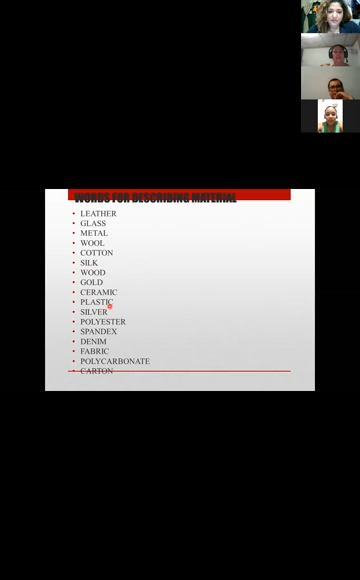 WORDS FOR DESCRIBING MATERIAL
• LEATHER
• GLASS
• METAL
• WOOL
• COTTON
• SILK
• WOOD
• GOLD
• CERAMIC
• PLASTIC
• SILVER
• POLYESTER
• SPANDEX
• DENIM
• FABRIC
• POLYCARBONATE
• CARTON